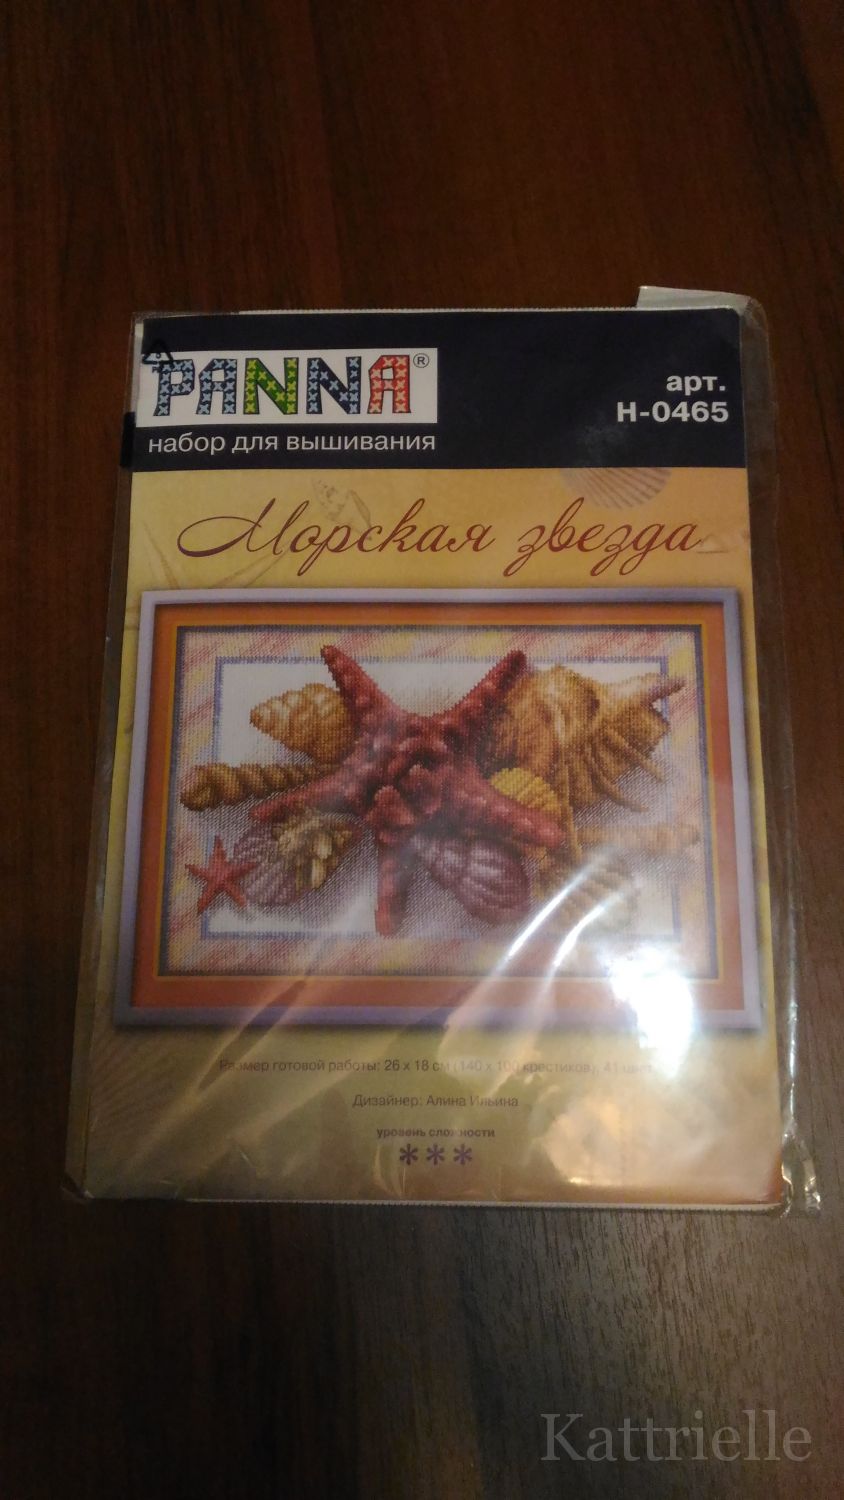 PANNA®
набор для вышивания
арт.
Н-0465
Морская звезда
Размер готовой работы: 26 х 18 см (140 х 100 крестиков), 41 цвет
Дизайнер: Алина Ильина
уровень сложности
***
Kattrielle